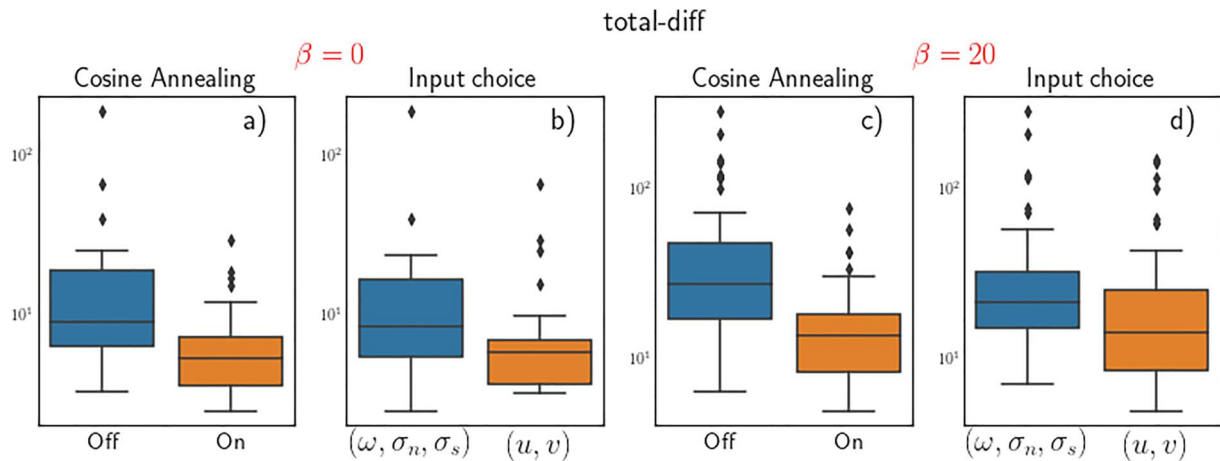 total-diff
β = 0
β = 20
Cosine Annealing
Input choice
Cosine Annealing
Input choice
a)
b)
c)
d)
10²
10¹
10²
10¹
10²
10¹
10²
10¹
Off
On
(ω, σₙ, σₛ)
(u, v)
Off
On
(ω, σₙ, σₛ)
(u, v)